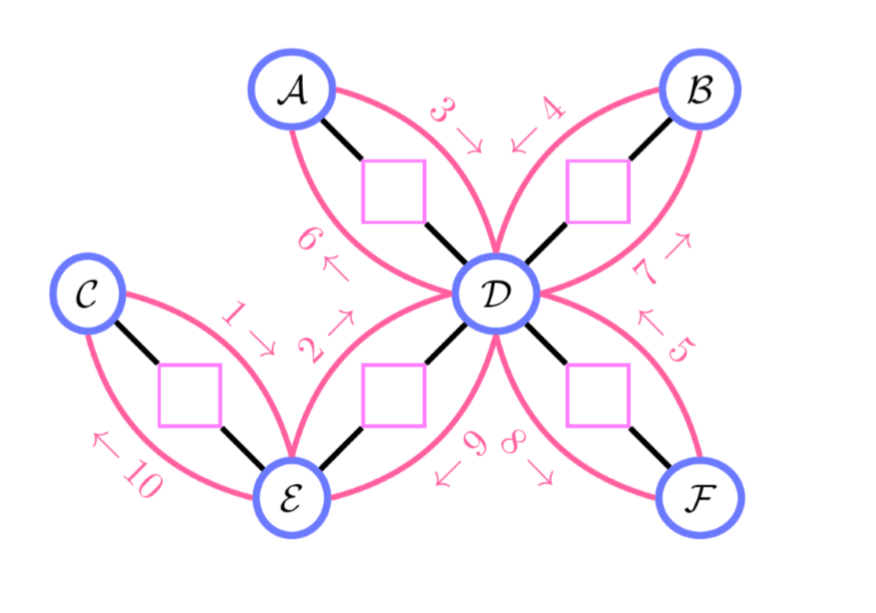 𝒜
ℬ
3 →
← 4
6 ←
7 →
𝒞
𝒟
1 →
2 →
← 5
← 10
← 9
8 →
ℰ
ℱ